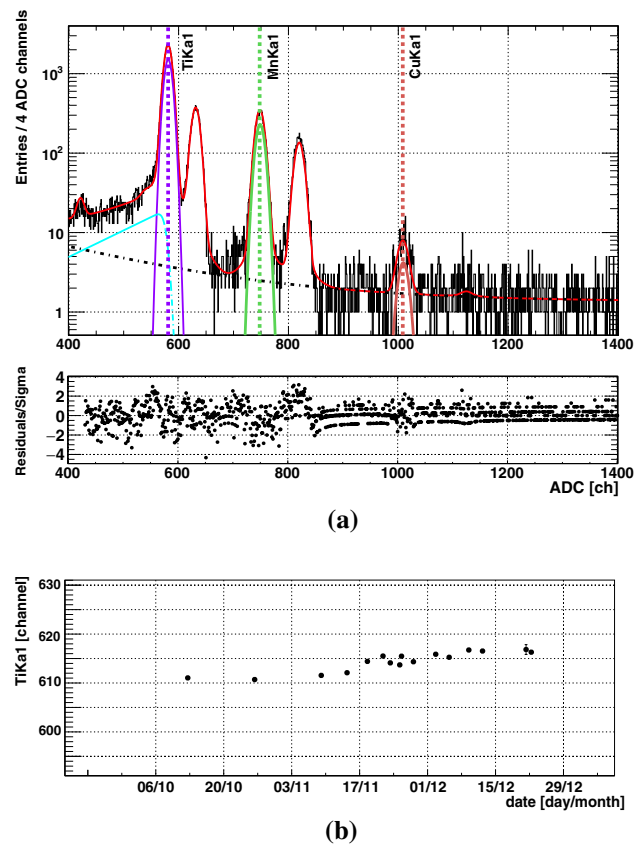 Entries / 4 ADC channels
10³
10²
10
1
TiKa1
MnKa1
CuKa1
400 600 800 1000 1200 1400
Residuals/Sigma
4
2
0
−2
−4
400 600 800 1000 1200 1400
ADC [ch]
(a)
TiKa1 [channel]
630
620
610
600
06/10 20/10 03/11 17/11 01/12 15/12 29/12
date [day/month]
(b)